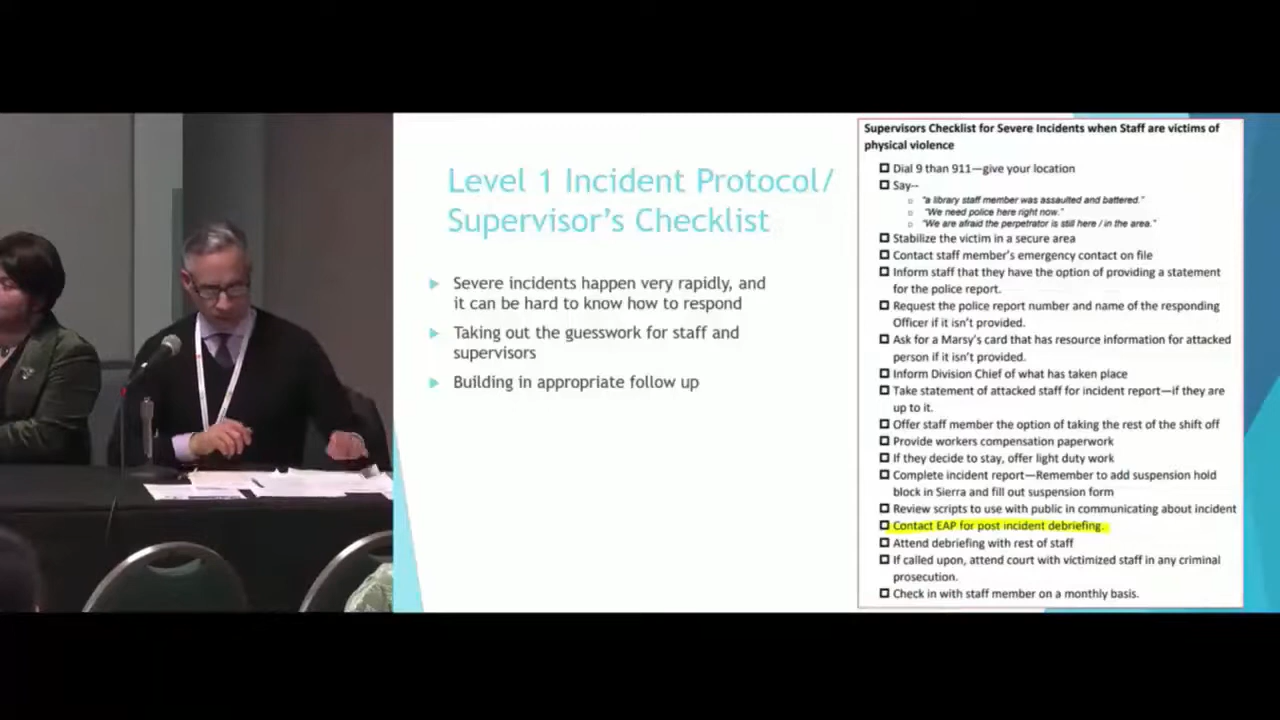 Level 1 Incident Protocol/
Supervisor's Checklist
Severe incidents happen very rapidly, and
it can be hard to know how to respond
Taking out the guesswork for staff and
supervisors
Building in appropriate follow up
Supervisors Checklist for Severe Incidents when Staff are victims of
physical violence
Dial 9 than 911—give your location
Say--
"a library staff member was assaulted and battered."
"We need police here right now."
"We are afraid the perpetrator is still here / in the area."
Stabilize the victim in a secure area
Contact staff member's emergency contact on file
Inform staff that they have the option of providing a statement
for the police report.
Request the police report number and name of the responding
Officer if it isn't provided.
Ask for a Marsy's card that has resource information for attacked
person if it isn't provided.
Inform Division Chief of what has taken place
Take statement of attacked staff for incident report—if they are
up to it.
Offer staff member the option of taking the rest of the shift off
Provide workers compensation paperwork
If they decide to stay, offer light duty work
Complete incident report—Remember to add suspension hold
block in Sierra and fill out suspension form
Review scripts to use with public in communicating about incident
Contact EAP for post incident debriefing.
Attend debriefing with rest of staff
If called upon, attend court with victimized staff in any criminal
prosecution.
Check in with staff member on a monthly basis.